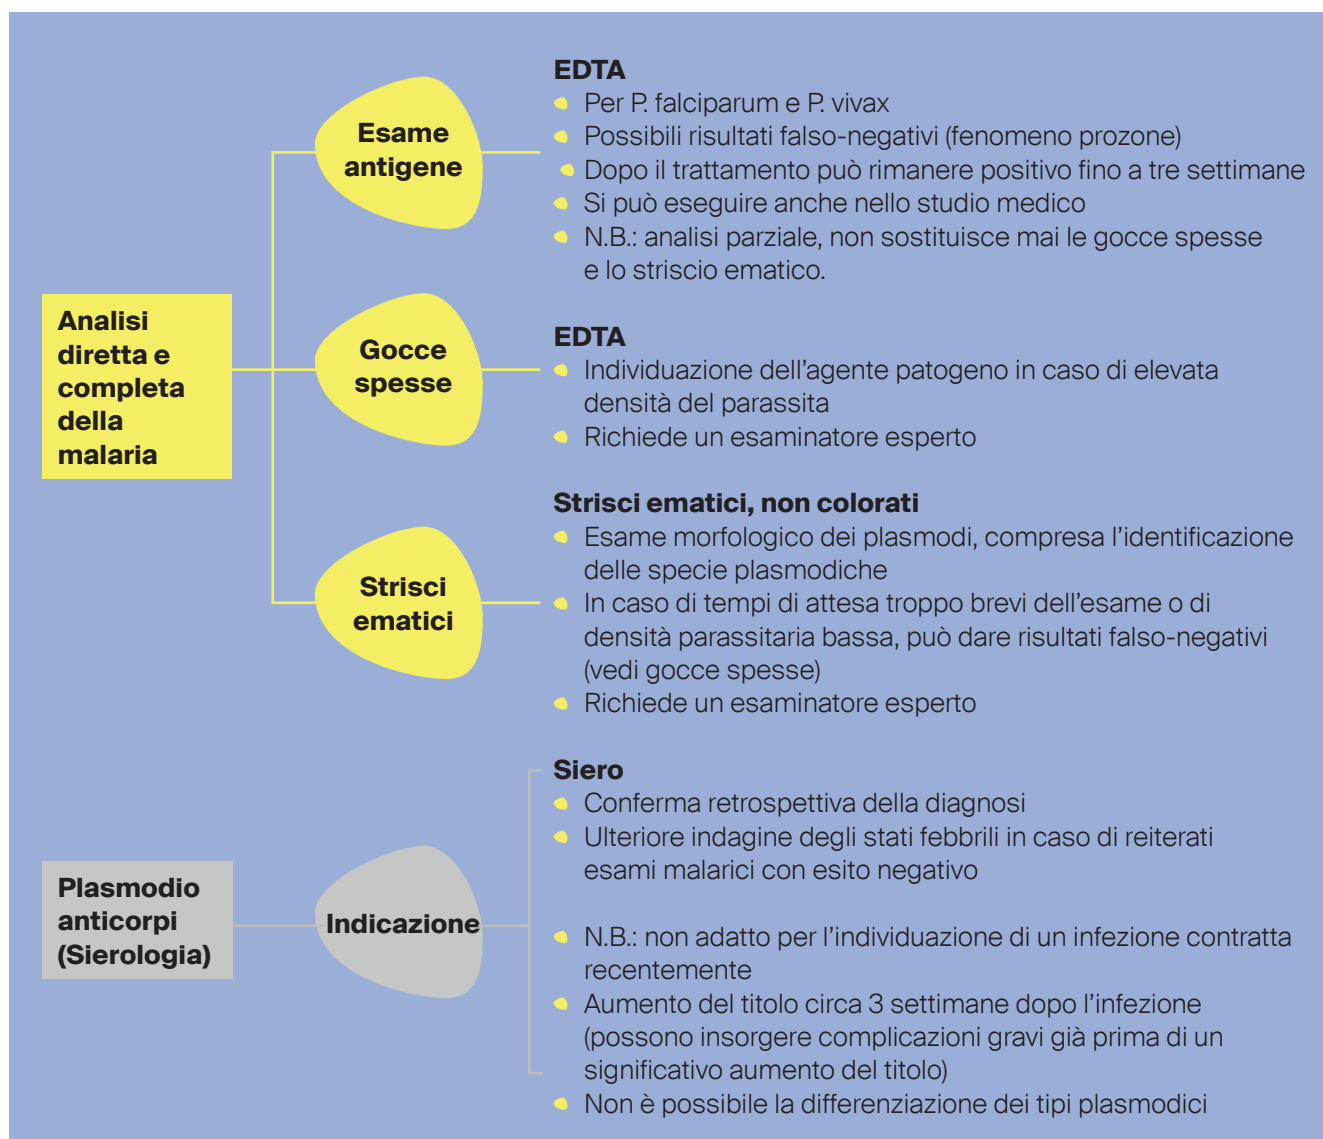 Analisi
diretta e
completa
della
malaria
Esame
antigene
EDTA
Per P. falciparum e P. vivax
Possibili risultati falso-negativi (fenomeno prozone)
Dopo il trattamento può rimanere positivo fino a tre settimane
Si può eseguire anche nello studio medico
N.B.: analisi parziale, non sostituisce mai le gocce spesse
e lo striscio ematico.
Gocce
spesse
EDTA
Individuazione dell’agente patogeno in caso di elevata
densità del parassita
Richiede un esaminatore esperto
Strisci
ematici
Strisci ematici, non colorati
Esame morfologico dei plasmodi, compresa l’identificazione
delle specie plasmodiche
In caso di tempi di attesa troppo brevi dell’esame o di
densità parassitaria bassa, può dare risultati falso-negativi
(vedi gocce spesse)
Richiede un esaminatore esperto
Plasmodio
anticorpi
(Sierologia)
Indicazione
Siero
Conferma retrospettiva della diagnosi
Ulteriore indagine degli stati febbrili in caso di reiterati
esami malarici con esito negativo
N.B.: non adatto per l’individuazione di un infezione contratta
recentemente
Aumento del titolo circa 3 settimane dopo l’infezione
(possono insorgere complicazioni gravi già prima di un
significativo aumento del titolo)
Non è possibile la differenziazione dei tipi plasmodici